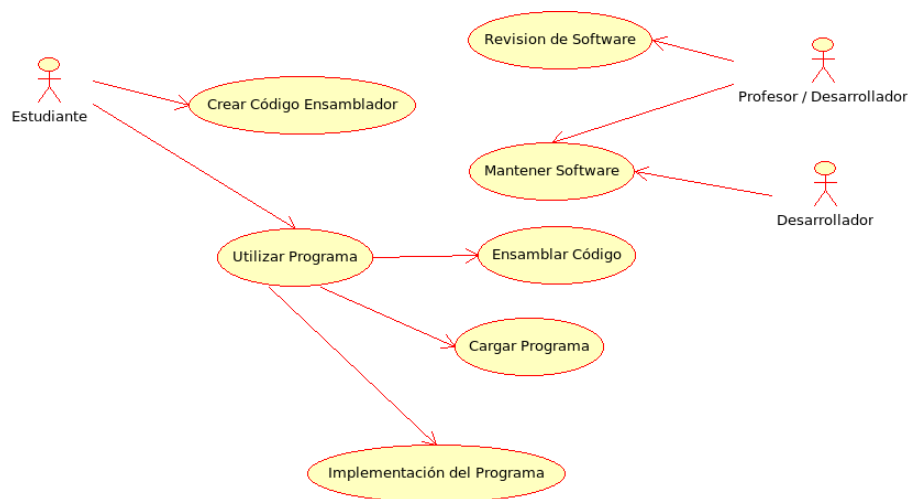 Revision de Software
Estudiante
Crear Código Ensamblador
Profesor / Desarrollador
Mantener Software
Desarrollador
Utilizar Programa
Ensamblar Código
Cargar Programa
Implementación del Programa